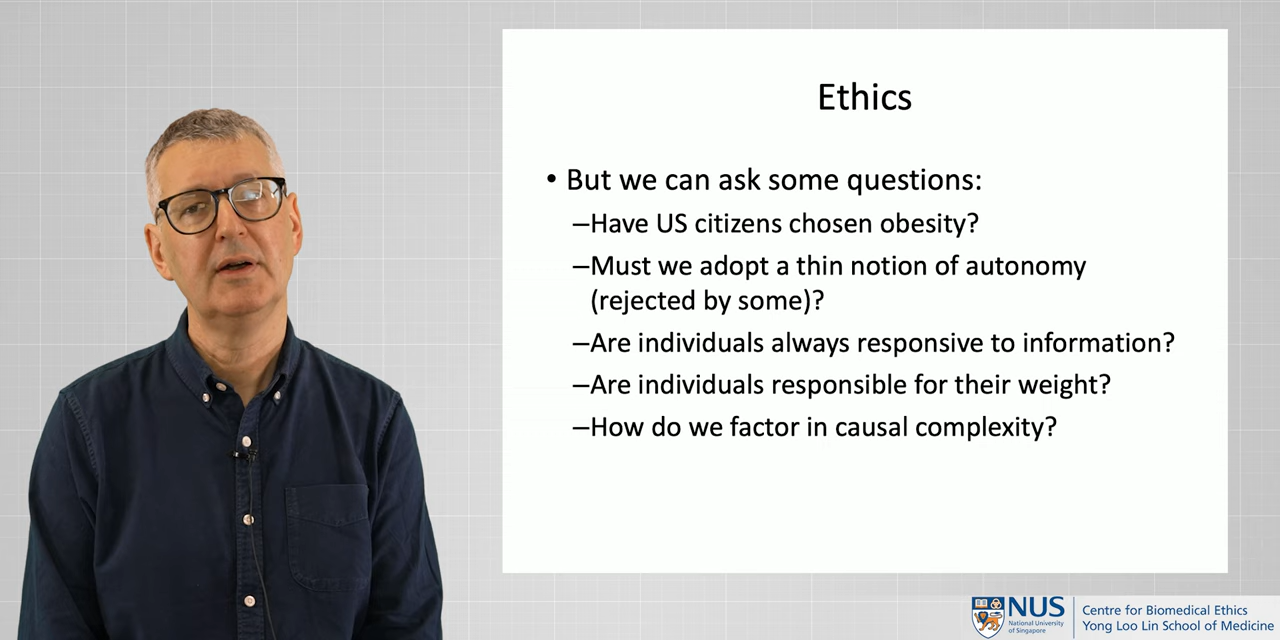 Ethics
• But we can ask some questions:
–Have US citizens chosen obesity?
–Must we adopt a thin notion of autonomy
(rejected by some)?
–Are individuals always responsive to information?
–Are individuals responsible for their weight?
–How do we factor in causal complexity?
NUS
National University
of Singapore
Centre for Biomedical Ethics
Yong Loo Lin School of Medicine